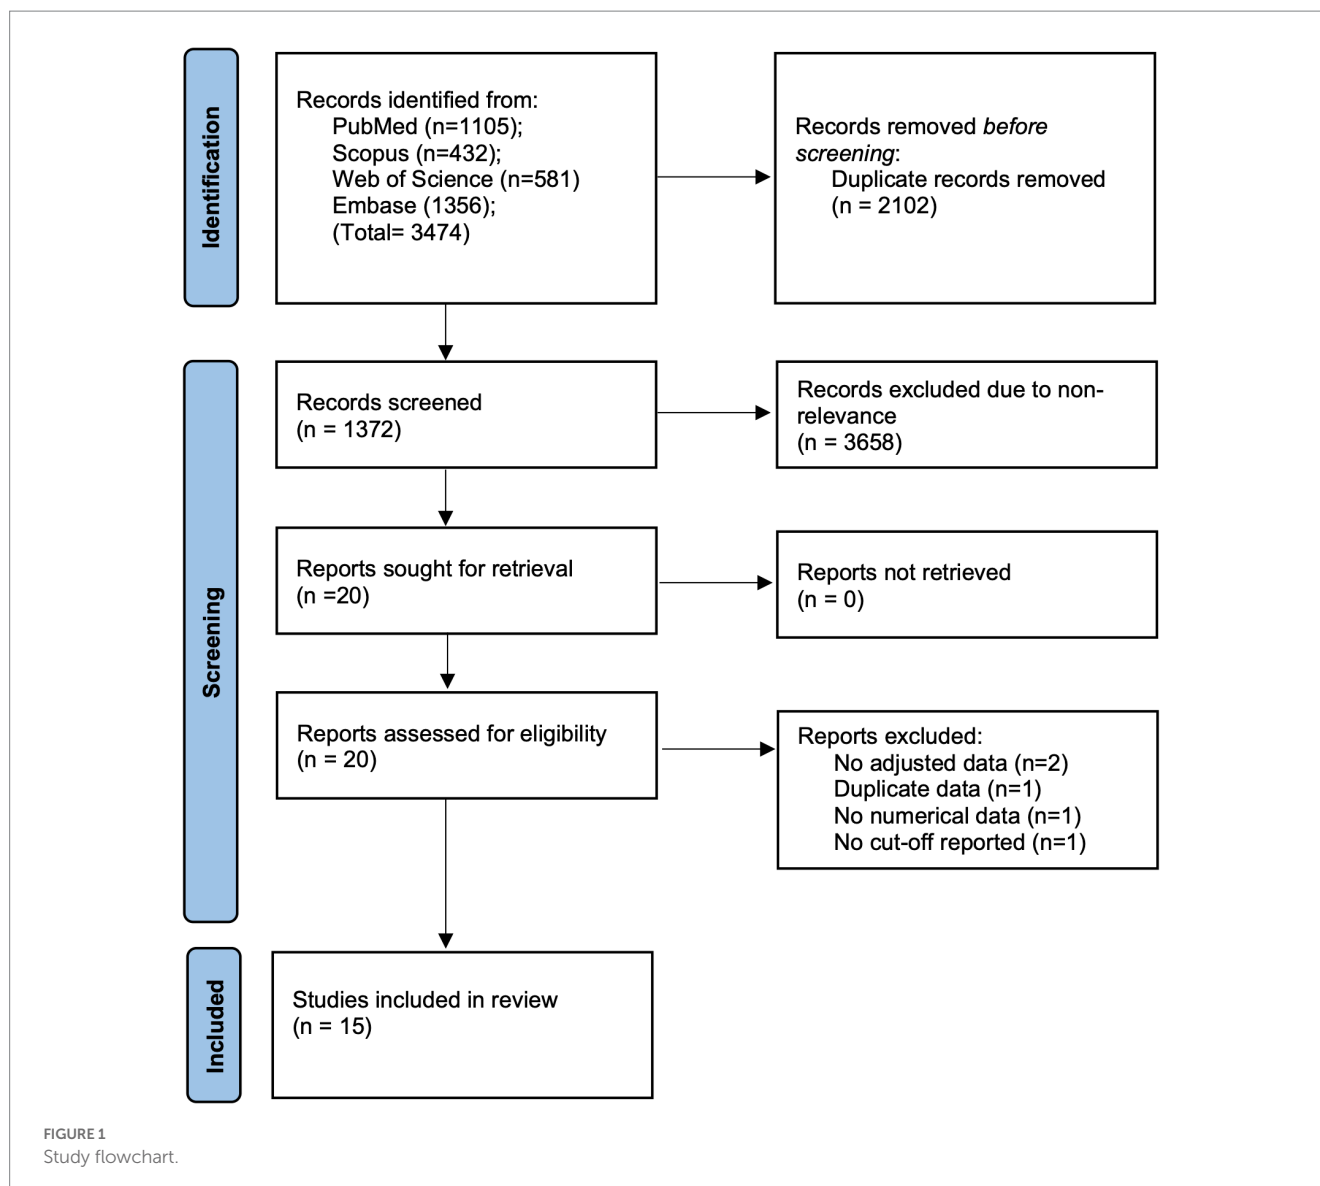 Identification
Records identified from:
PubMed (n=1105);
Scopus (n=432);
Web of Science (n=581)
Embase (1356);
(Total= 3474)
Records removed before
screening:
Duplicate records removed
(n = 2102)
Screening
Records screened
(n = 1372)
Records excluded due to non-
relevance
(n = 3658)
Reports sought for retrieval
(n =20)
Reports not retrieved
(n = 0)
Reports assessed for eligibility
(n = 20)
Reports excluded:
No adjusted data (n=2)
Duplicate data (n=1)
No numerical data (n=1)
No cut-off reported (n=1)
Included
Studies included in review
(n = 15)
FIGURE 1
Study flowchart.